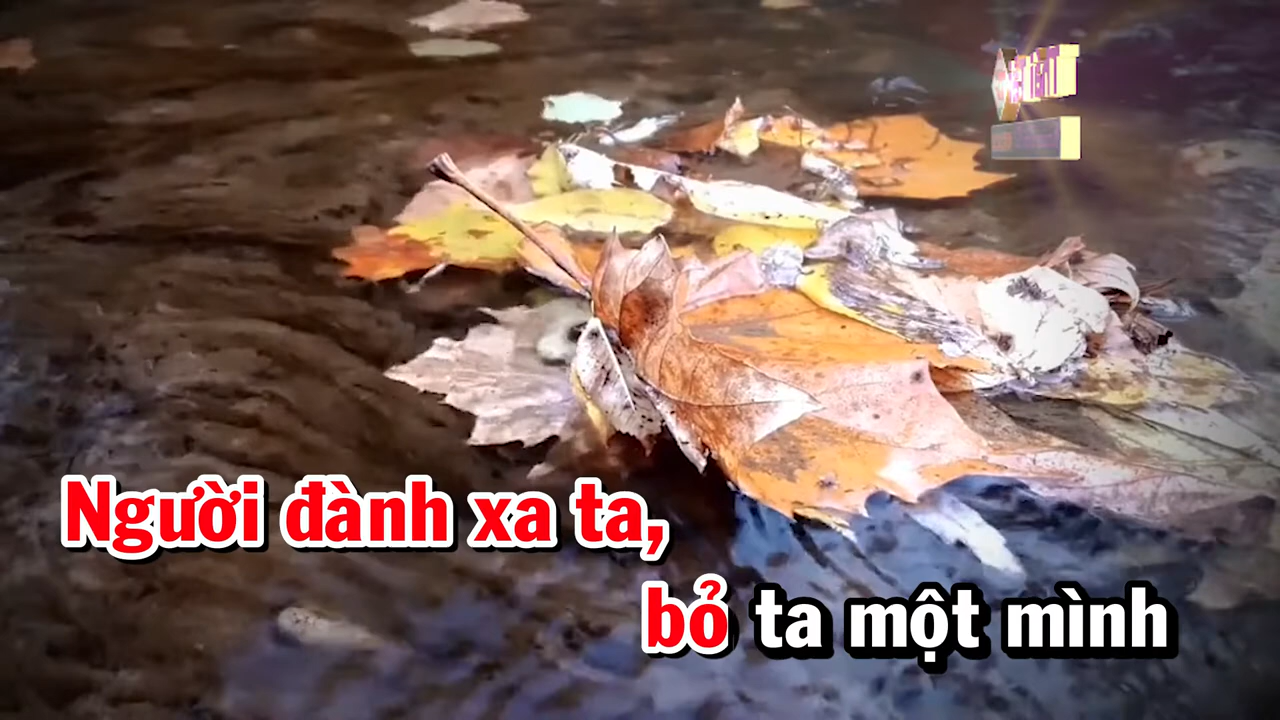 Người đành xa ta,
bỏ ta một mình